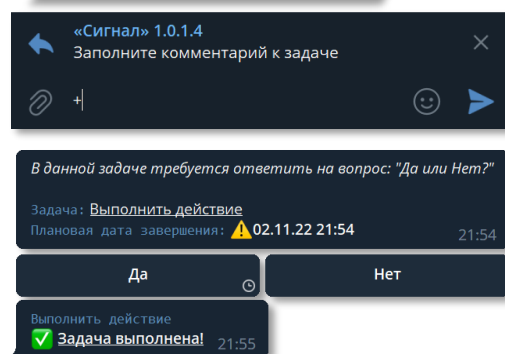 «Сигнал» 1.0.1.4
Заполните комментарий к задаче
+
В данной задаче требуется ответить на вопрос: "Да или Нет?"
Задача: Выполнить действие
Плановая дата завершения: ⚠️02.11.22 21:54
21:54
Да
Нет
Выполнить действие
✅ Задача выполнена! 21:55